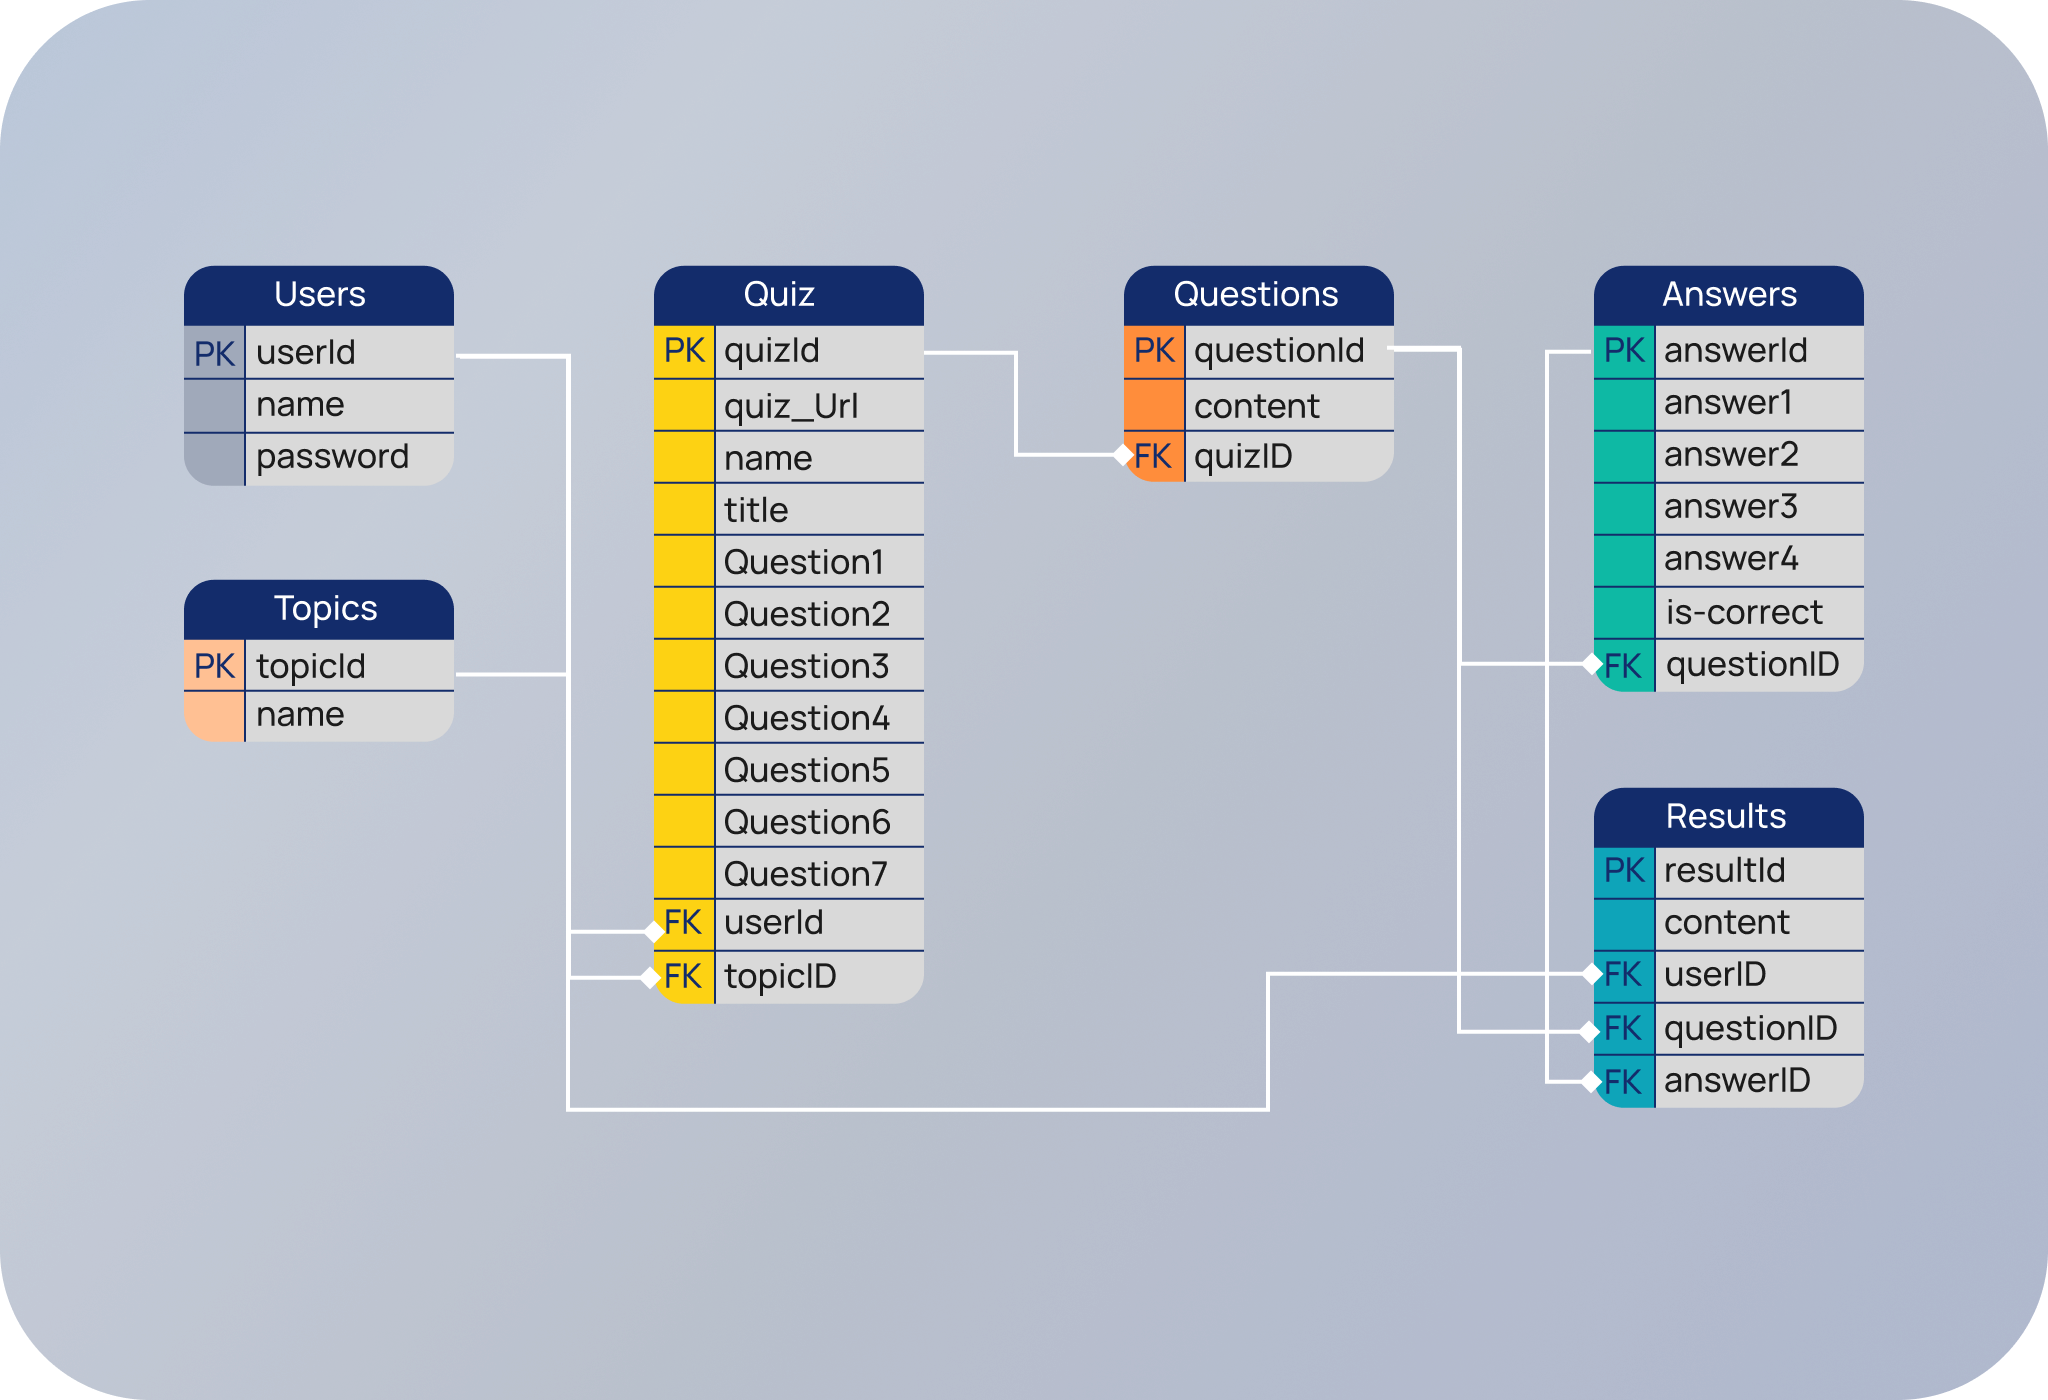 Users
PK userId
name
password
Topics
PK topicId
name
Quiz
PK quizId
quiz_Url
name
title
Question1
Question2
Question3
Question4
Question5
Question6
Question7
FK userId
FK topicID
Questions
PK questionId
content
FK quizID
Answers
PK answerId
answer1
answer2
answer3
answer4
is-correct
FK questionID
Results
PK resultId
content
FK userID
FK questionID
FK answerID